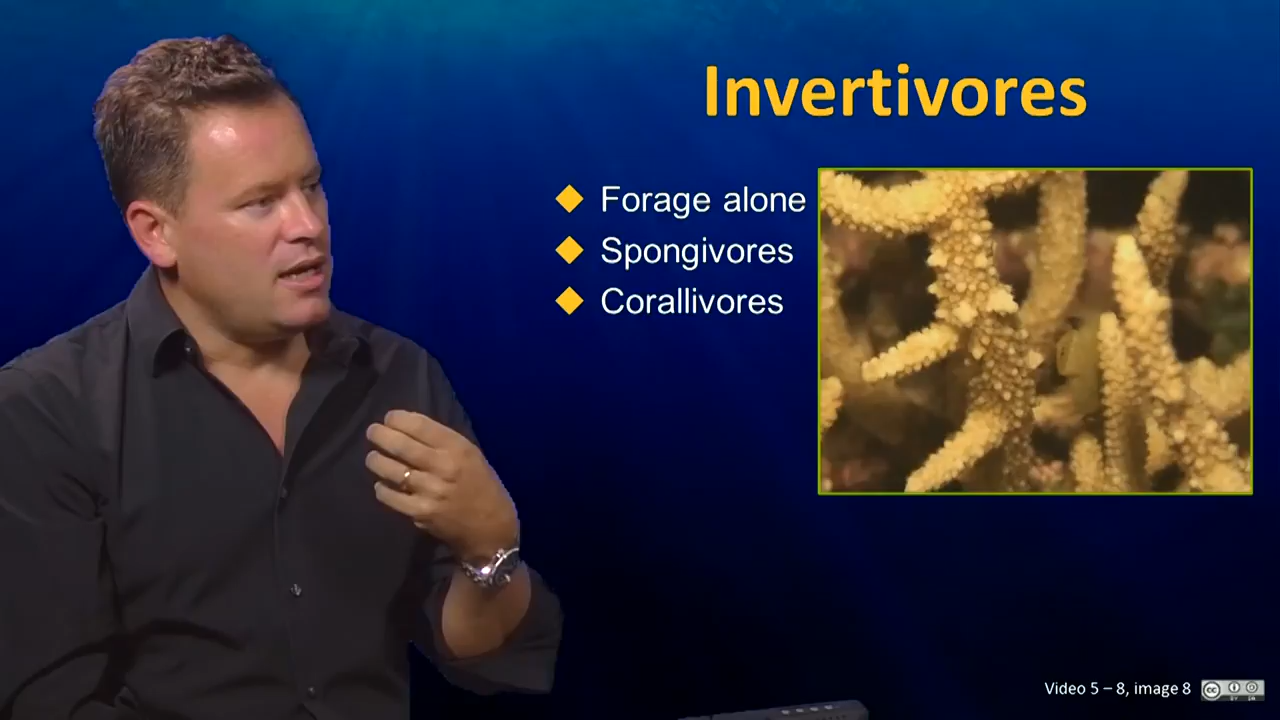 Invertivores
Forage alone
Spongivores
Corallivores
Video 5 – 8, image 8